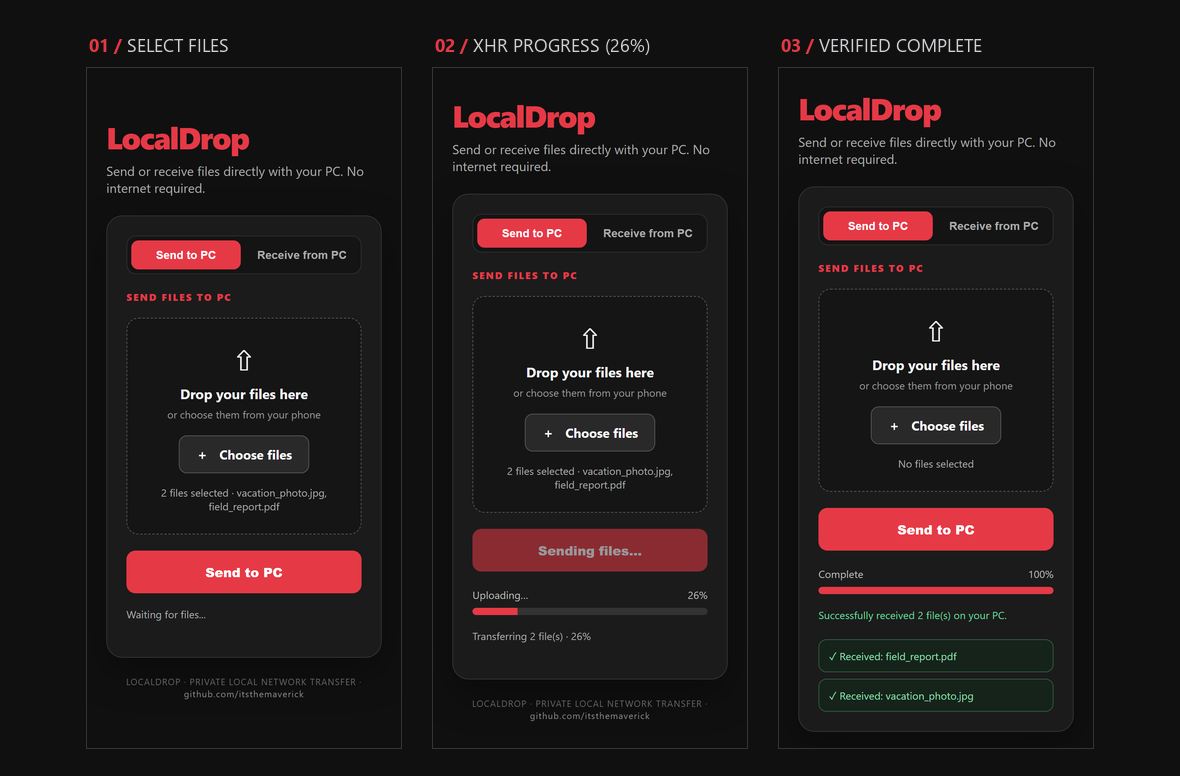 01 / SELECT FILES
LocalDrop
Send or receive files directly with your PC. No
internet required.
Send to PC
Receive from PC
SEND FILES TO PC
⇧
Drop your files here
or choose them from your phone
+ Choose files
2 files selected · vacation_photo.jpg,
field_report.pdf
Send to PC
Waiting for files...
LOCALDROP · PRIVATE LOCAL NETWORK TRANSFER ·
github.com/itsthemaverick
02 / XHR PROGRESS (26%)
LocalDrop
Send or receive files directly with your PC. No
internet required.
Send to PC
Receive from PC
SEND FILES TO PC
⇧
Drop your files here
or choose them from your phone
+ Choose files
2 files selected · vacation_photo.jpg,
field_report.pdf
Sending files...
Uploading... 26%
Transferring 2 file(s) · 26%
LOCALDROP · PRIVATE LOCAL NETWORK TRANSFER ·
github.com/itsthemaverick
03 / VERIFIED COMPLETE
LocalDrop
Send or receive files directly with your PC. No
internet required.
Send to PC
Receive from PC
SEND FILES TO PC
⇧
Drop your files here
or choose them from your phone
+ Choose files
No files selected
Send to PC
Complete 100%
Successfully received 2 file(s) on your PC.
✓ Received: field_report.pdf
✓ Received: vacation_photo.jpg